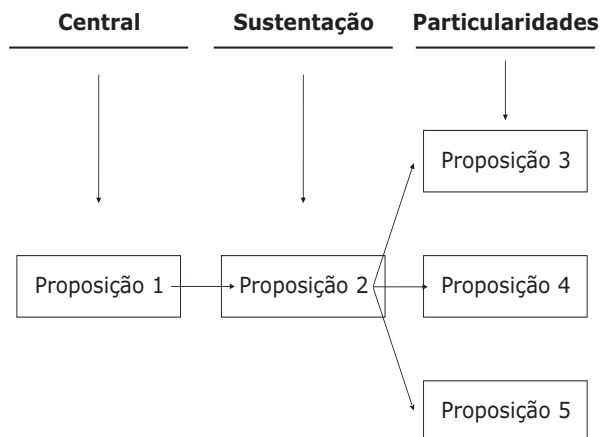 Central
Sustentação
Particularidades
Proposição 3
Proposição 1
Proposição 2
Proposição 4
Proposição 5